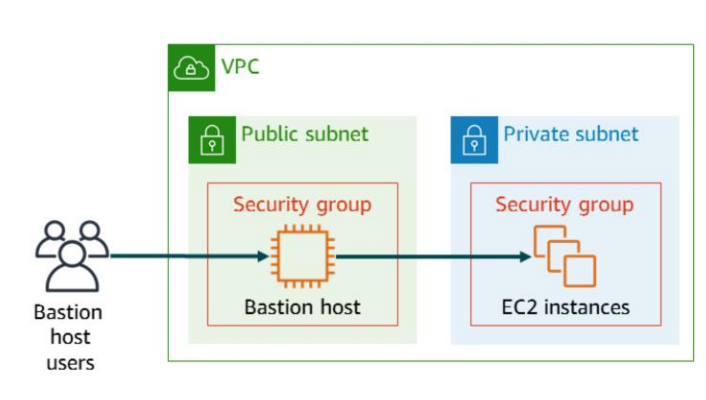 VPC
Public subnet
Private subnet
Security group
Security group
Bastion host
EC2 instances
Bastion
host
users